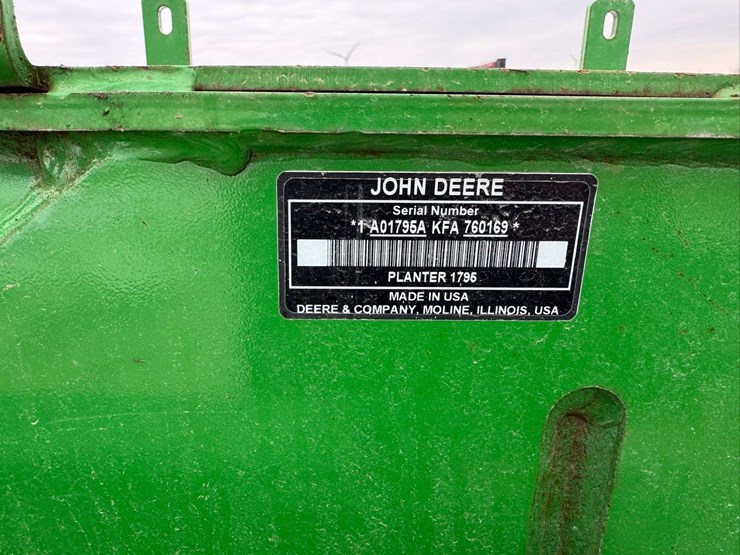 JOHN DEERE
Serial Number
*1 A01795A KFA 760169 *
PLANTER 1795
MADE IN USA
DEERE & COMPANY, MOLINE, ILLINOIS, USA